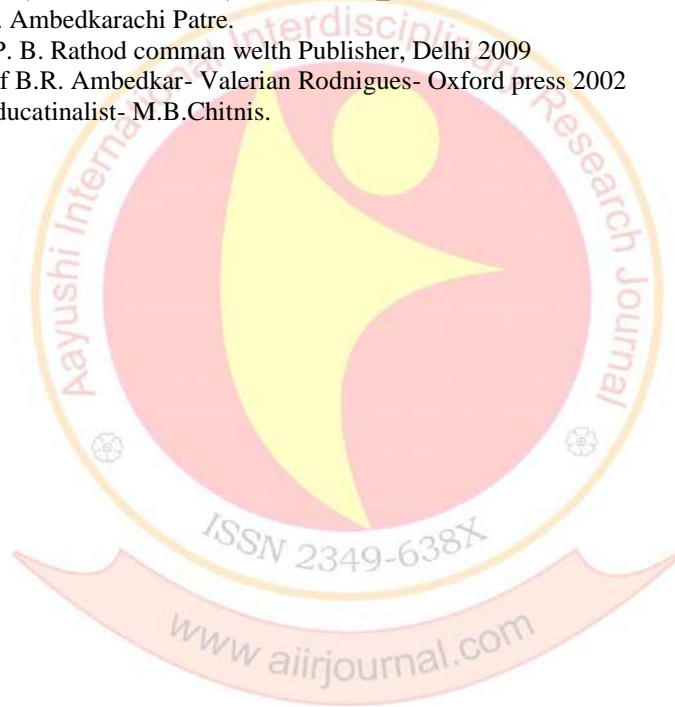 . Ambedkarachi Patre.
P. B. Rathod comman welth Publisher, Delhi 2009
f B.R. Ambedkar- Valerian Rodnigues- Oxford press 2002
ducatinalist- M.B.Chitnis.
Aayushi International Interdisciplinary Research Journal
ISSN 2349-638X
www aiirjournal.com